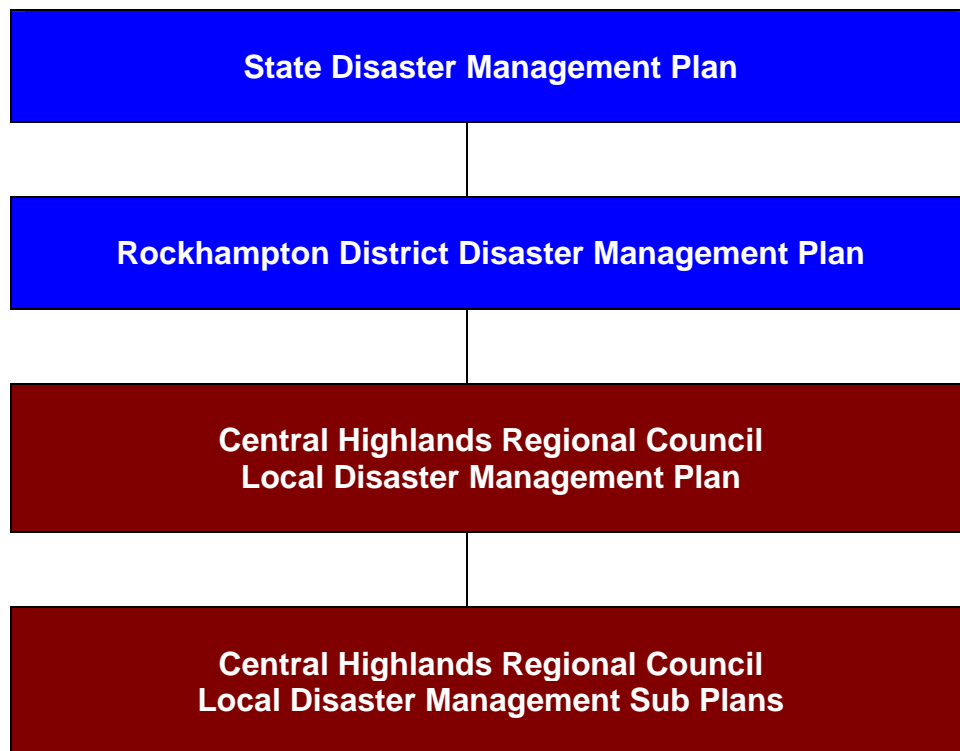 State Disaster Management Plan
Rockhampton District Disaster Management Plan
Central Highlands Regional Council
Local Disaster Management Plan
Central Highlands Regional Council
Local Disaster Management Sub Plans